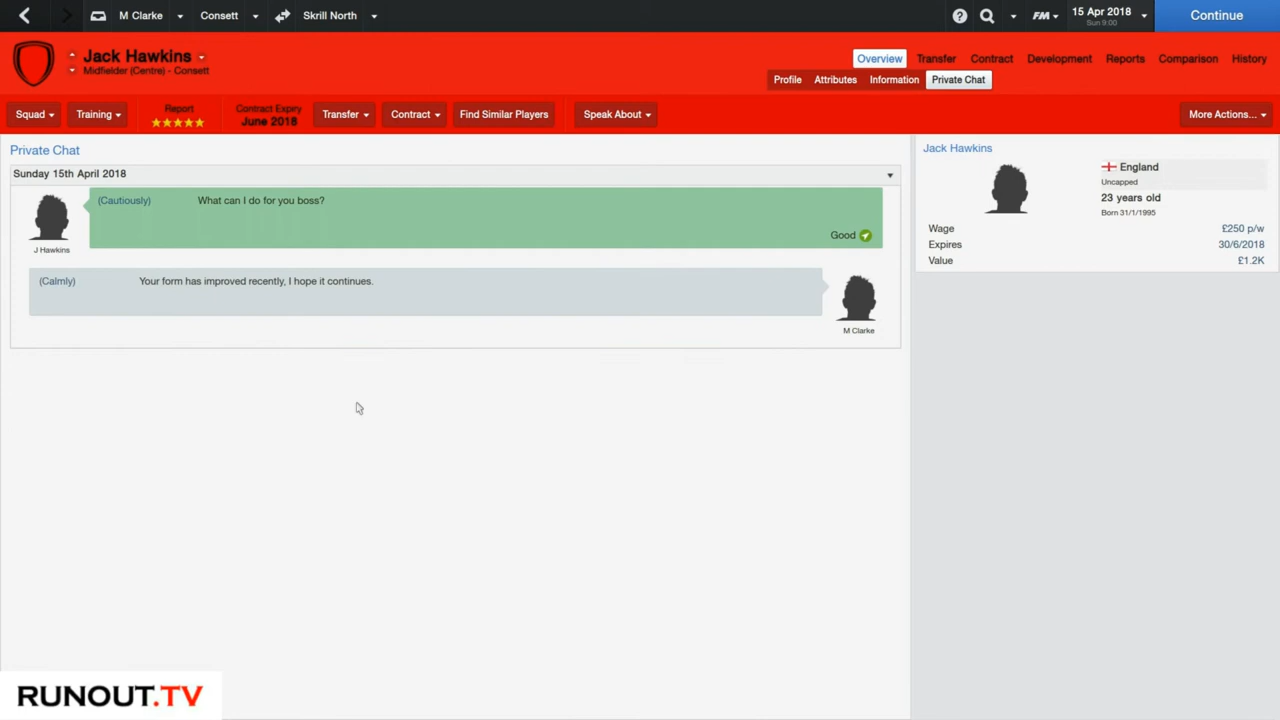 M Clarke Consett Skrill North FM 15 Apr 2018 Continue
Sun 9:00
Jack Hawkins
Midfielder (Centre) - Consett
Overview Transfer Contract Development Reports Comparison History
Profile Attributes Information Private Chat
Squad Training Report Contract Expiry Transfer Contract Find Similar Players Speak About More Actions...
June 2018
Private Chat
Sunday 15th April 2018
(Cautiously) What can I do for you boss?
Good
J Hawkins
(Calmly) Your form has improved recently, I hope it continues.
M Clarke
Jack Hawkins
England
Uncapped
23 years old
Born 31/1/1995
Wage £250 p/w
Expires 30/6/2018
Value £1.2K
RUNOUT.TV